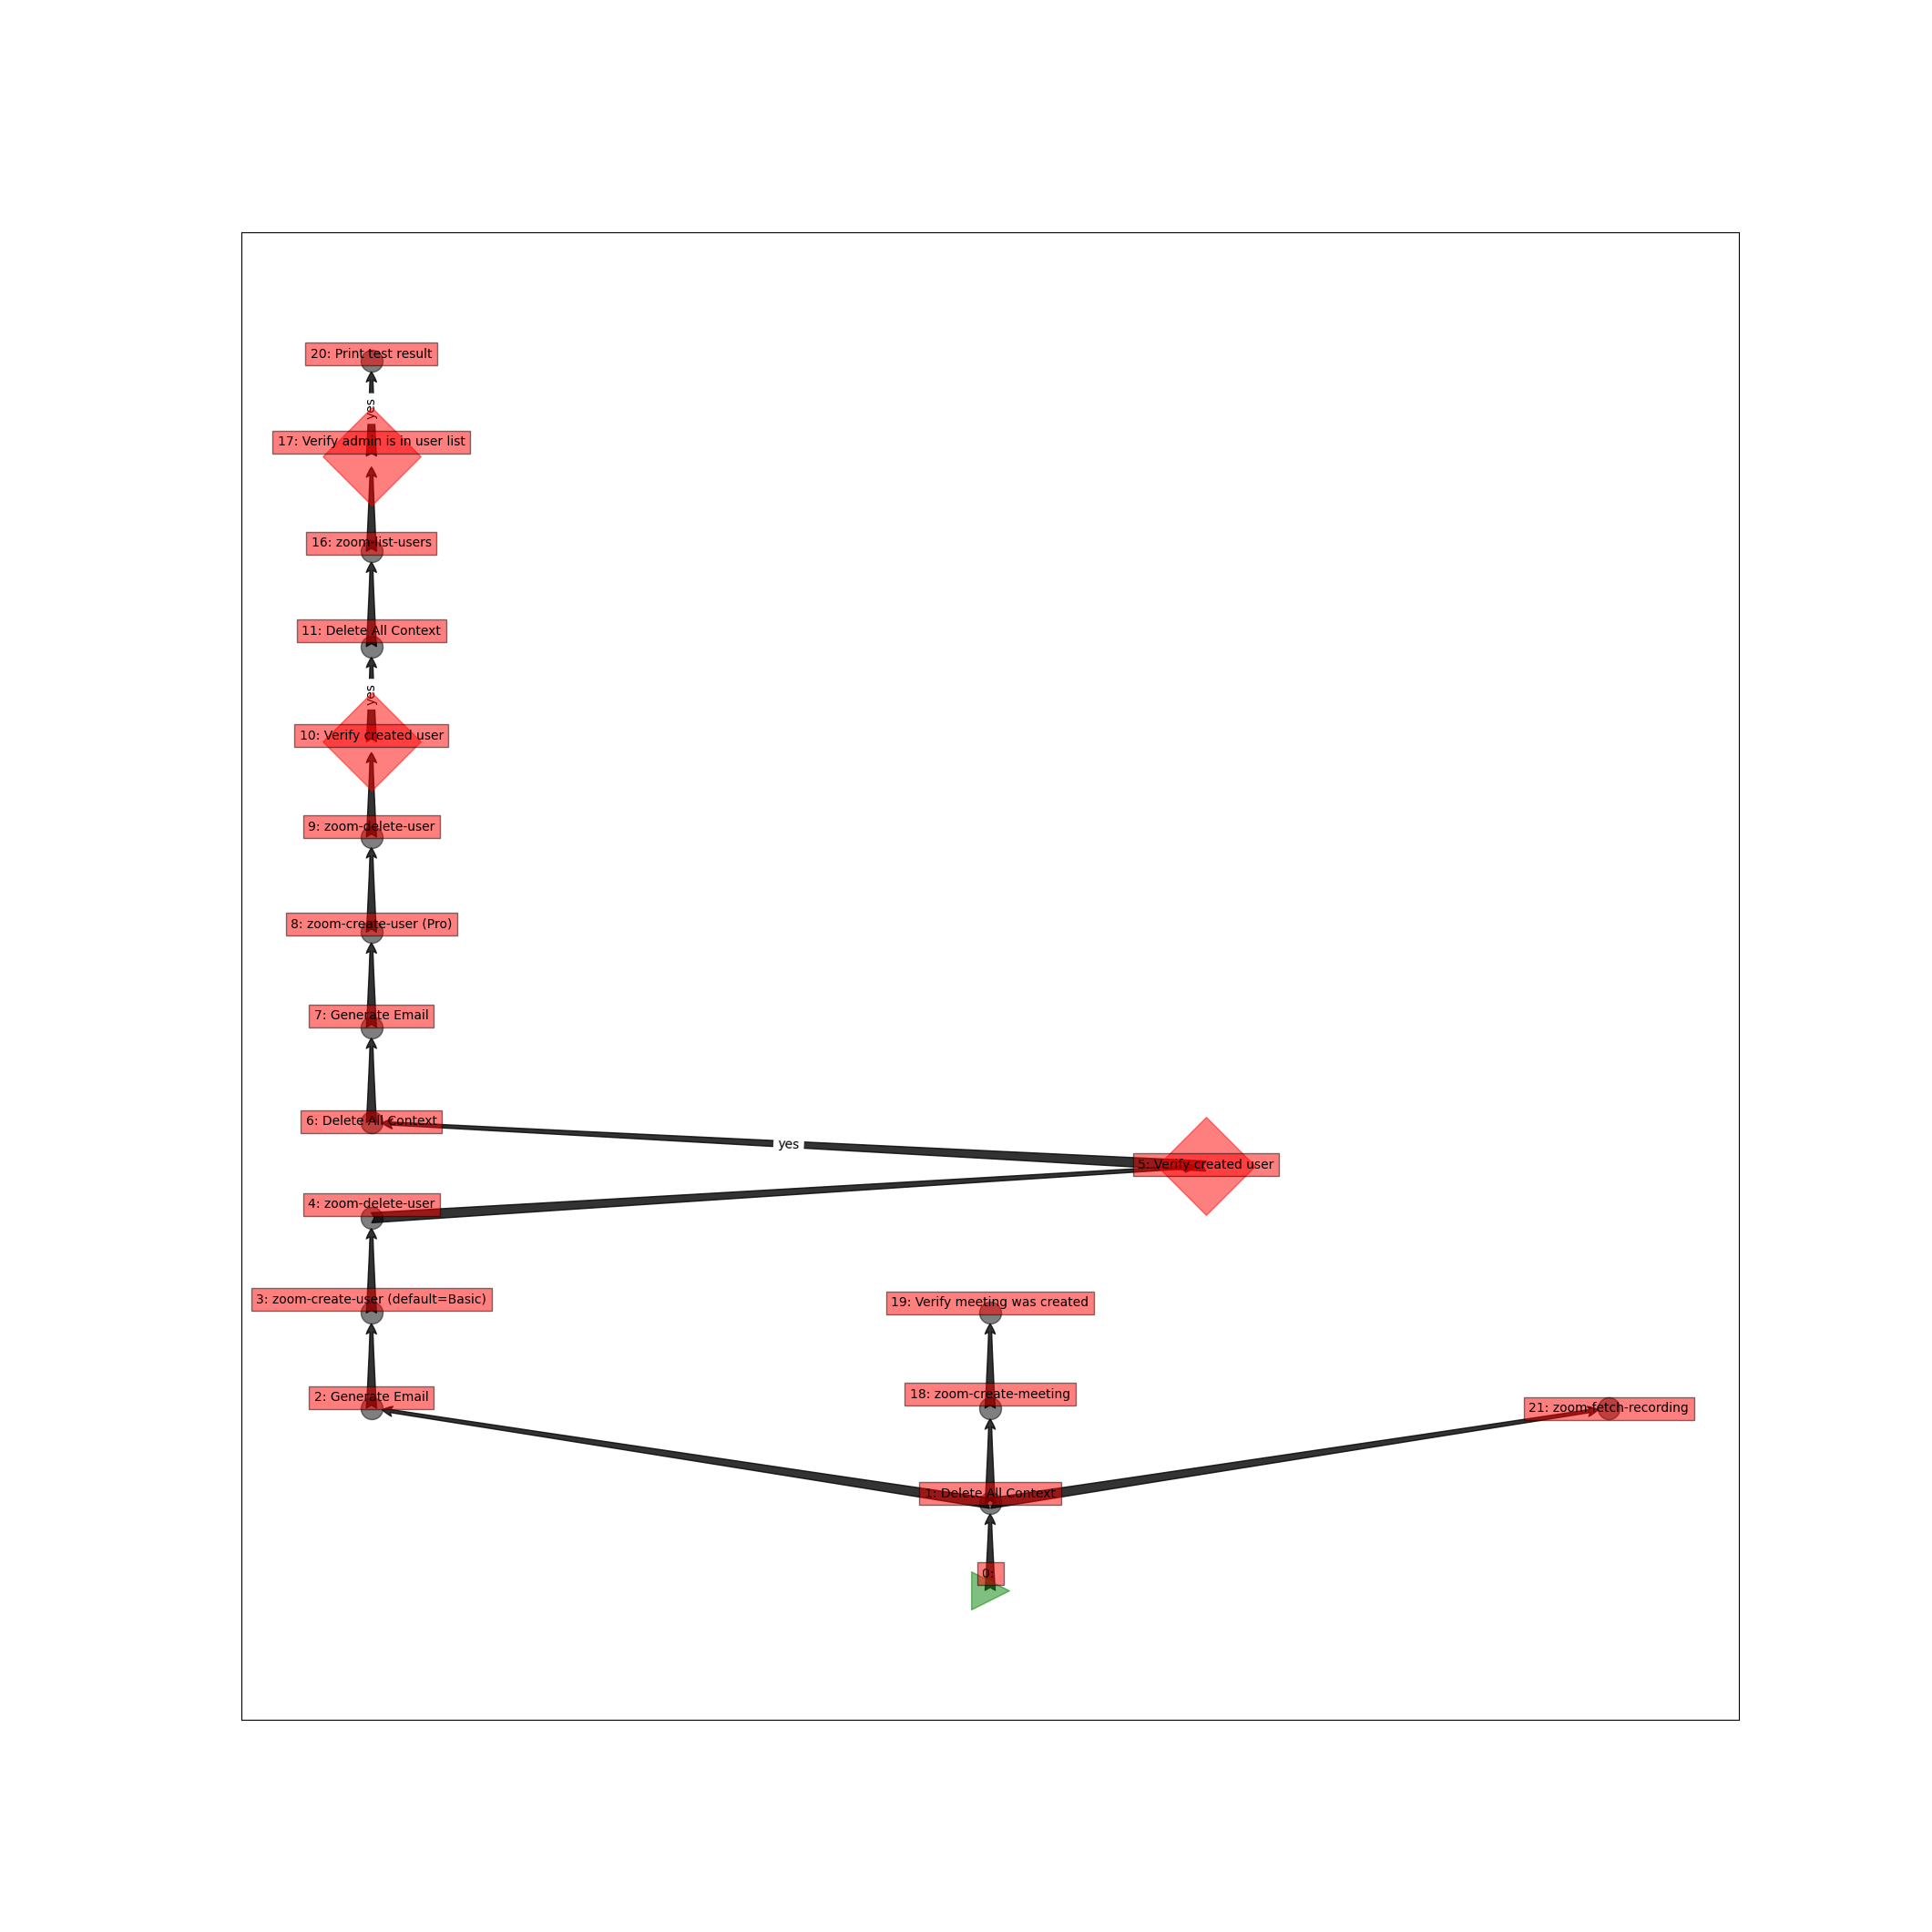 20: Print test result
yes
17: Verify admin is in user list
16: zoom-list-users
11: Delete All Context
yes
10: Verify created user
9: zoom-delete-user
8: zoom-create-user (Pro)
7: Generate Email
6: Delete All Context
yes
5: Verify created user
4: zoom-delete-user
3: zoom-create-user (default=Basic)
19: Verify meeting was created
2: Generate Email
18: zoom-create-meeting
21: zoom-fetch-recording
1: Delete All Context
0: